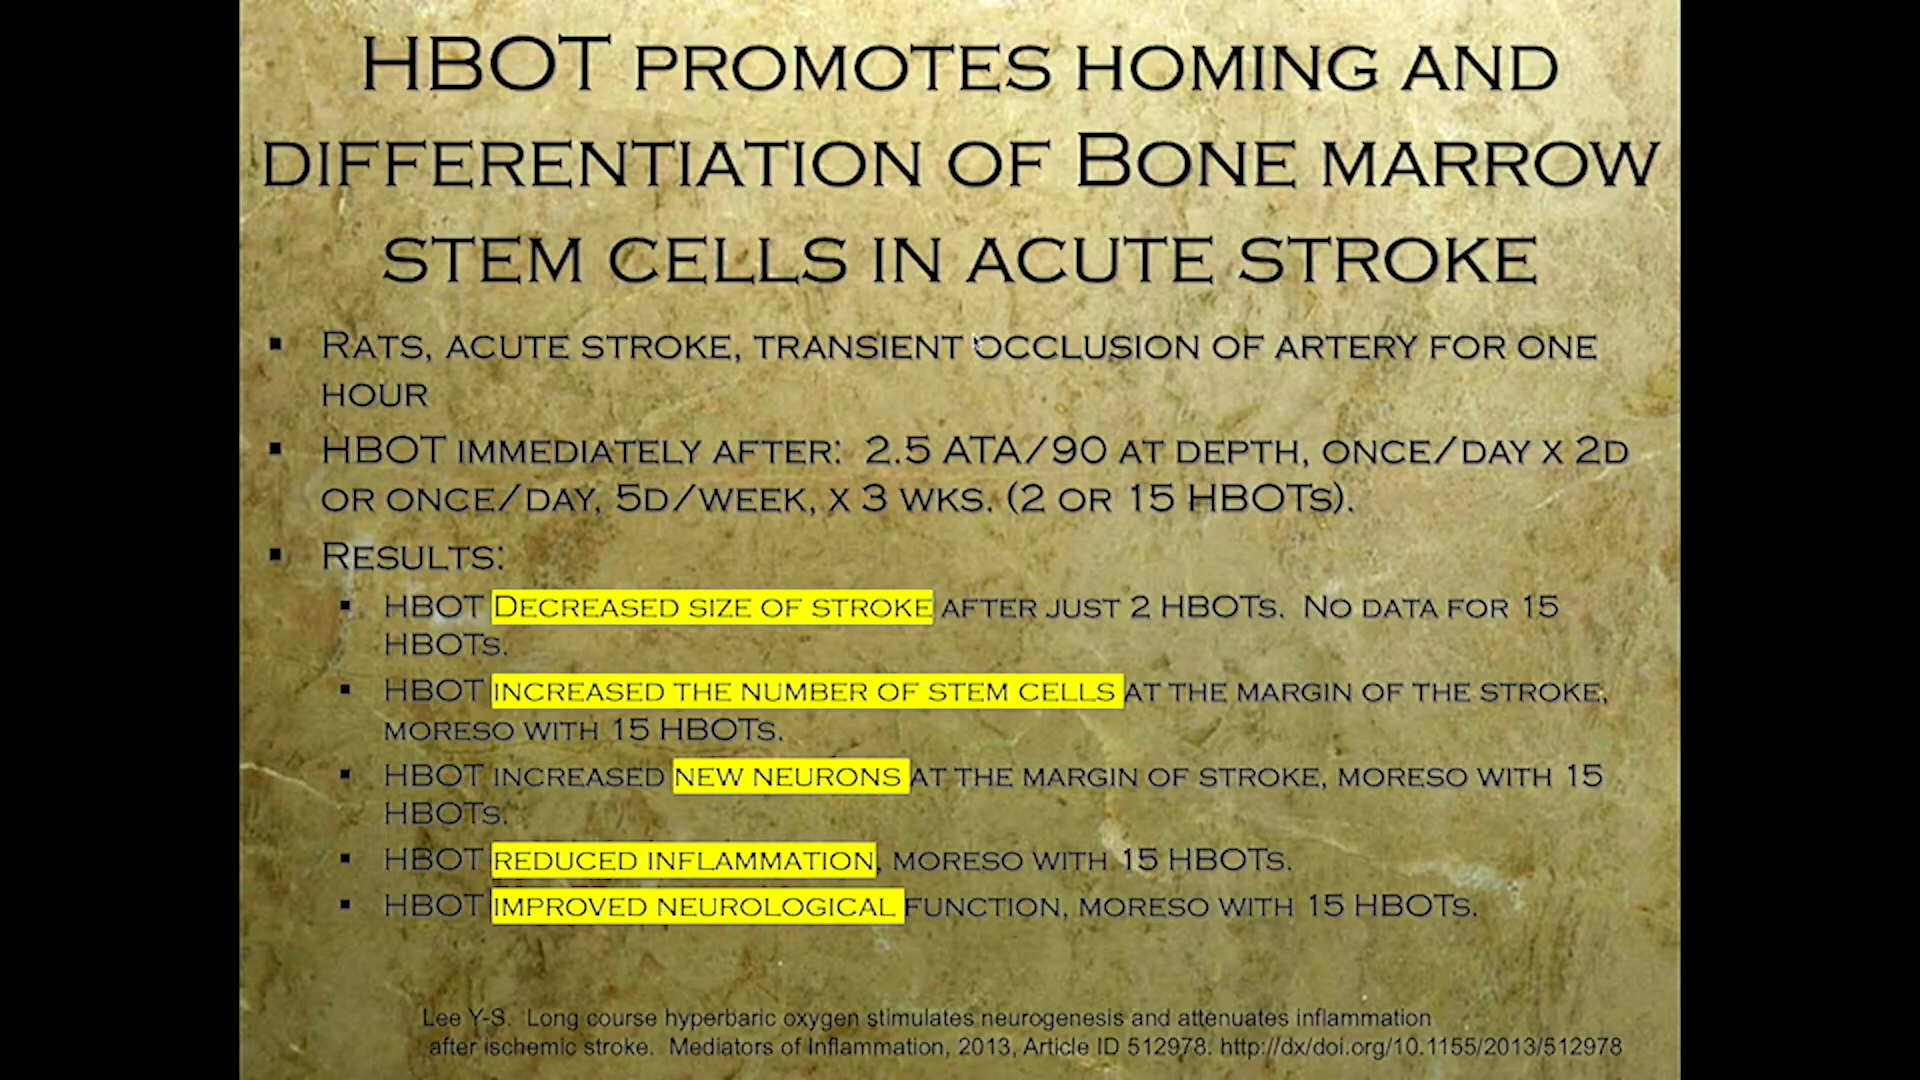 HBOT PROMOTES HOMING AND
DIFFERENTIATION OF BONE MARROW
STEM CELLS IN ACUTE STROKE
▪ RATS, ACUTE STROKE, TRANSIENT OCCLUSION OF ARTERY FOR ONE
HOUR
▪ HBOT IMMEDIATELY AFTER: 2.5 ATA/90 AT DEPTH, ONCE/DAY X 2D
OR ONCE/DAY, 5D/WEEK, X 3 WKS. (2 OR 15 HBOTS).
▪ RESULTS:
▪ HBOT DECREASED SIZE OF STROKE AFTER JUST 2 HBOTS. NO DATA FOR 15
HBOTS.
▪ HBOT INCREASED THE NUMBER OF STEM CELLS AT THE MARGIN OF THE STROKE,
MORESO WITH 15 HBOTS.
▪ HBOT INCREASED NEW NEURONS AT THE MARGIN OF STROKE, MORESO WITH 15
HBOTS.
▪ HBOT REDUCED INFLAMMATION, MORESO WITH 15 HBOTS.
▪ HBOT IMPROVED NEUROLOGICAL FUNCTION, MORESO WITH 15 HBOTS.
Lee Y-S. Long course hyperbaric oxygen stimulates neurogenesis and attenuates inflammation
after ischemic stroke. Mediators of Inflammation, 2013, Article ID 512978. http://dx/doi.org/10.1155/2013/512978